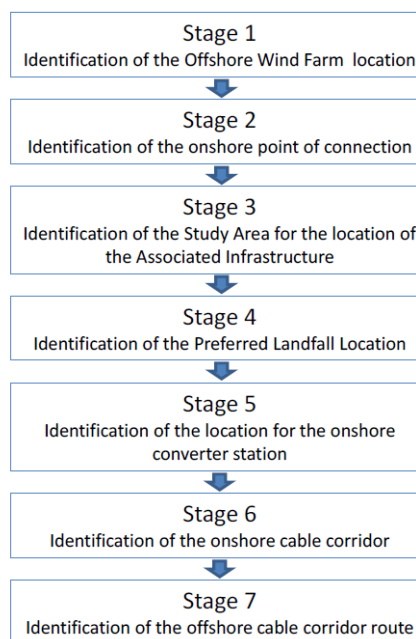 Stage 1
Identification of the Offshore Wind Farm location
Stage 2
Identification of the onshore point of connection
Stage 3
Identification of the Study Area for the location of
the Associated Infrastructure
Stage 4
Identification of the Preferred Landfall Location
Stage 5
Identification of the location for the onshore
converter station
Stage 6
Identification of the onshore cable corridor
Stage 7
Identification of the offshore cable corridor route